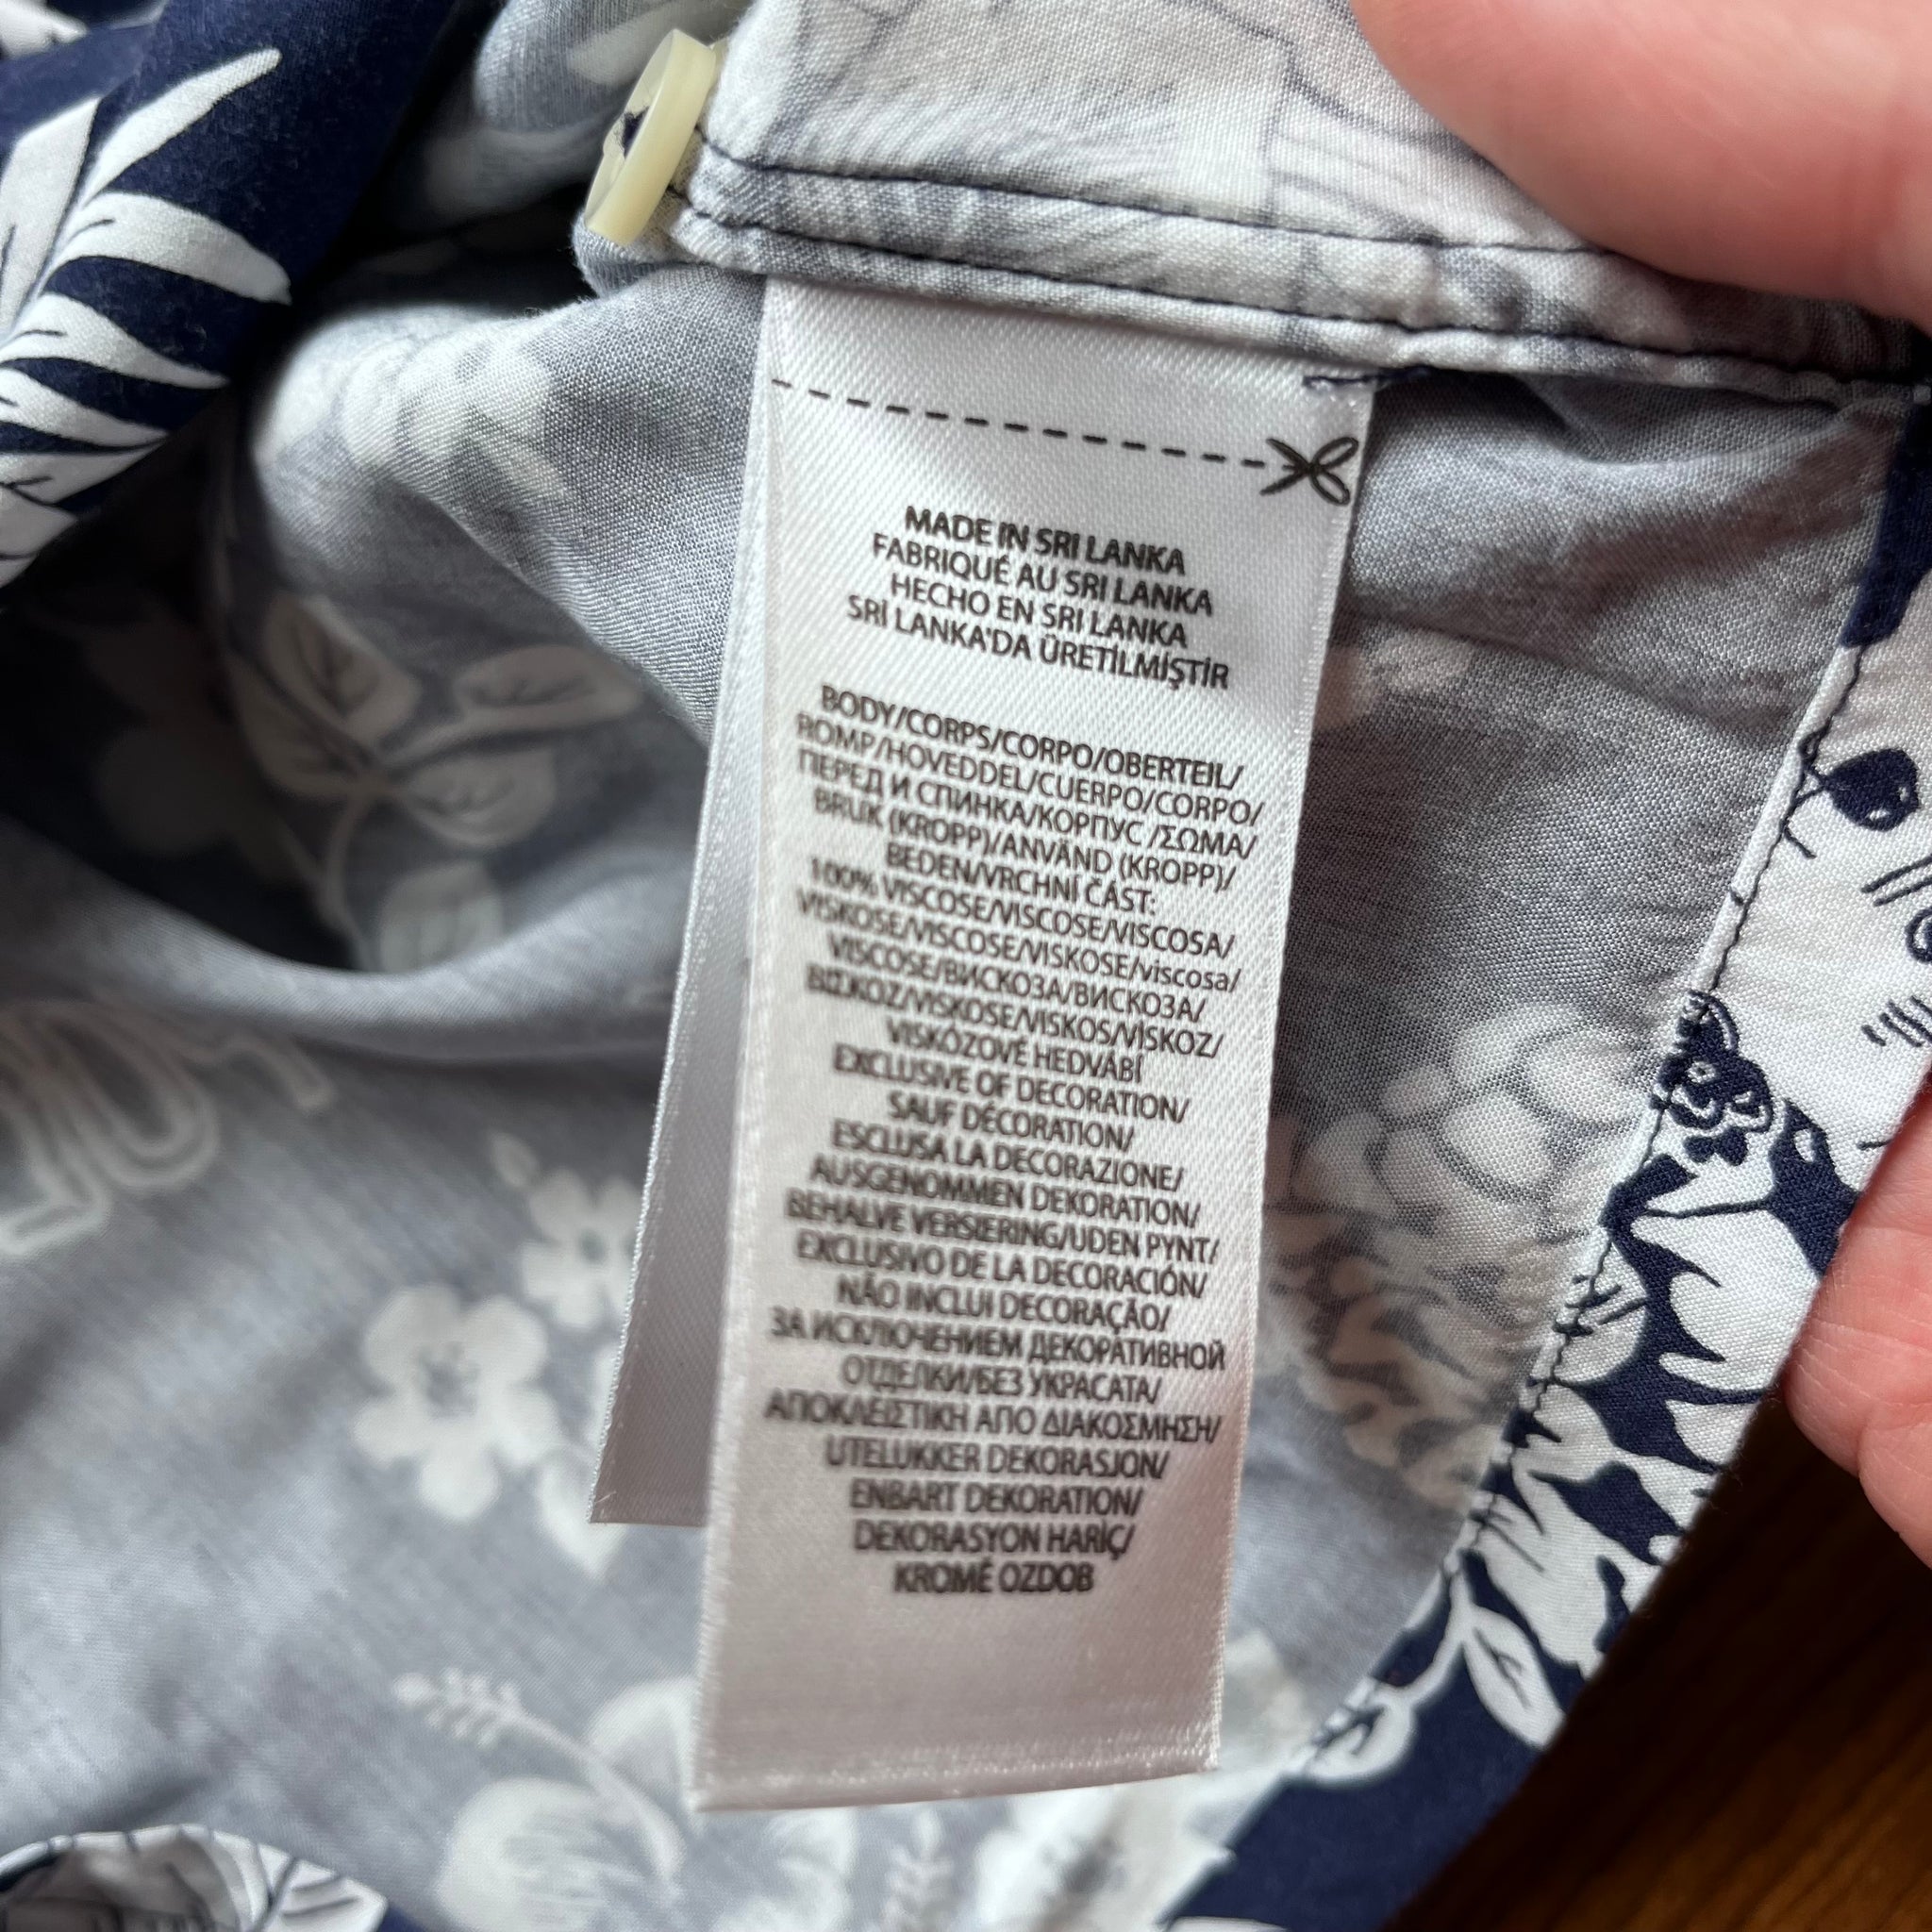 MADE IN SRI LANKA
FABRIQUÉ AU SRI LANKA
HECHO EN SRI LANKA
SRİ LANKA'DA ÜRETİLMİŞTİR
BODY/CORPS/CORPO/OBERTEIL/
ROMP/HOVEDDEL/CUERPO/CORPO/
ПЕРЕД И СПИНКА/КОРПУС /ΣΩΜΑ/
BRUK (KROPP)/ANVÄND (KROPP)/
BEDEN/VRCHNÍ ČÁST:
100% VISCOSE/VISCOSE/VISCOSA/
VISKOSE/VISCOSE/VISKOSE/viscosa/
VISCOSE/ВИСКОЗА/ВИСКОЗА/
ΒΙΣΚΟΖ/VISKOSE/VISKOS/VİSKOZ/
VISKÓZOVÉ HEDVÁBÍ
EXCLUSIVE OF DECORATION/
SAUF DÉCORATION/
ESCLUSA LA DECORAZIONE/
AUSGENOMMEN DEKORATION/
BEHALVE VERSIERING/UDEN PYNT/
EXCLUSIVO DE LA DECORACIÓN/
NÃO INCLUI DECORAÇÃO/
ЗА ИСКЛЮЧЕНИЕМ ДЕКОРАТИВНОЙ
ОТДЕЛКИ/БЕЗ УКРАСАТА/
ΑΠΟΚΛΕΙΣΤΙΚΗ ΑΠΟ ΔΙΑΚΟΣΜΗΣΗ/
UTELUKKER DEKORASJON/
ENBART DEKORATION/
DEKORASYON HARİÇ/
KROMĚ OZDOB